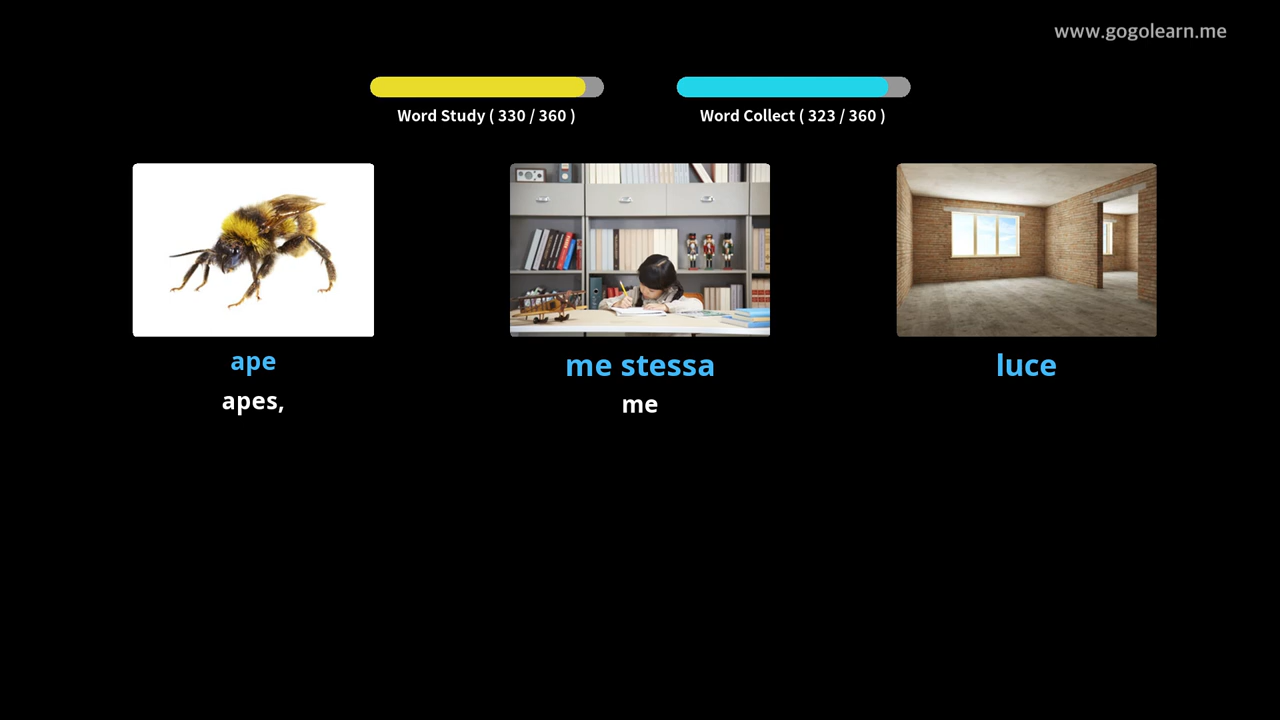 www.gogolearn.me
Word Study ( 330 / 360 )
Word Collect ( 323 / 360 )
ape
apes,
me stessa
me
luce